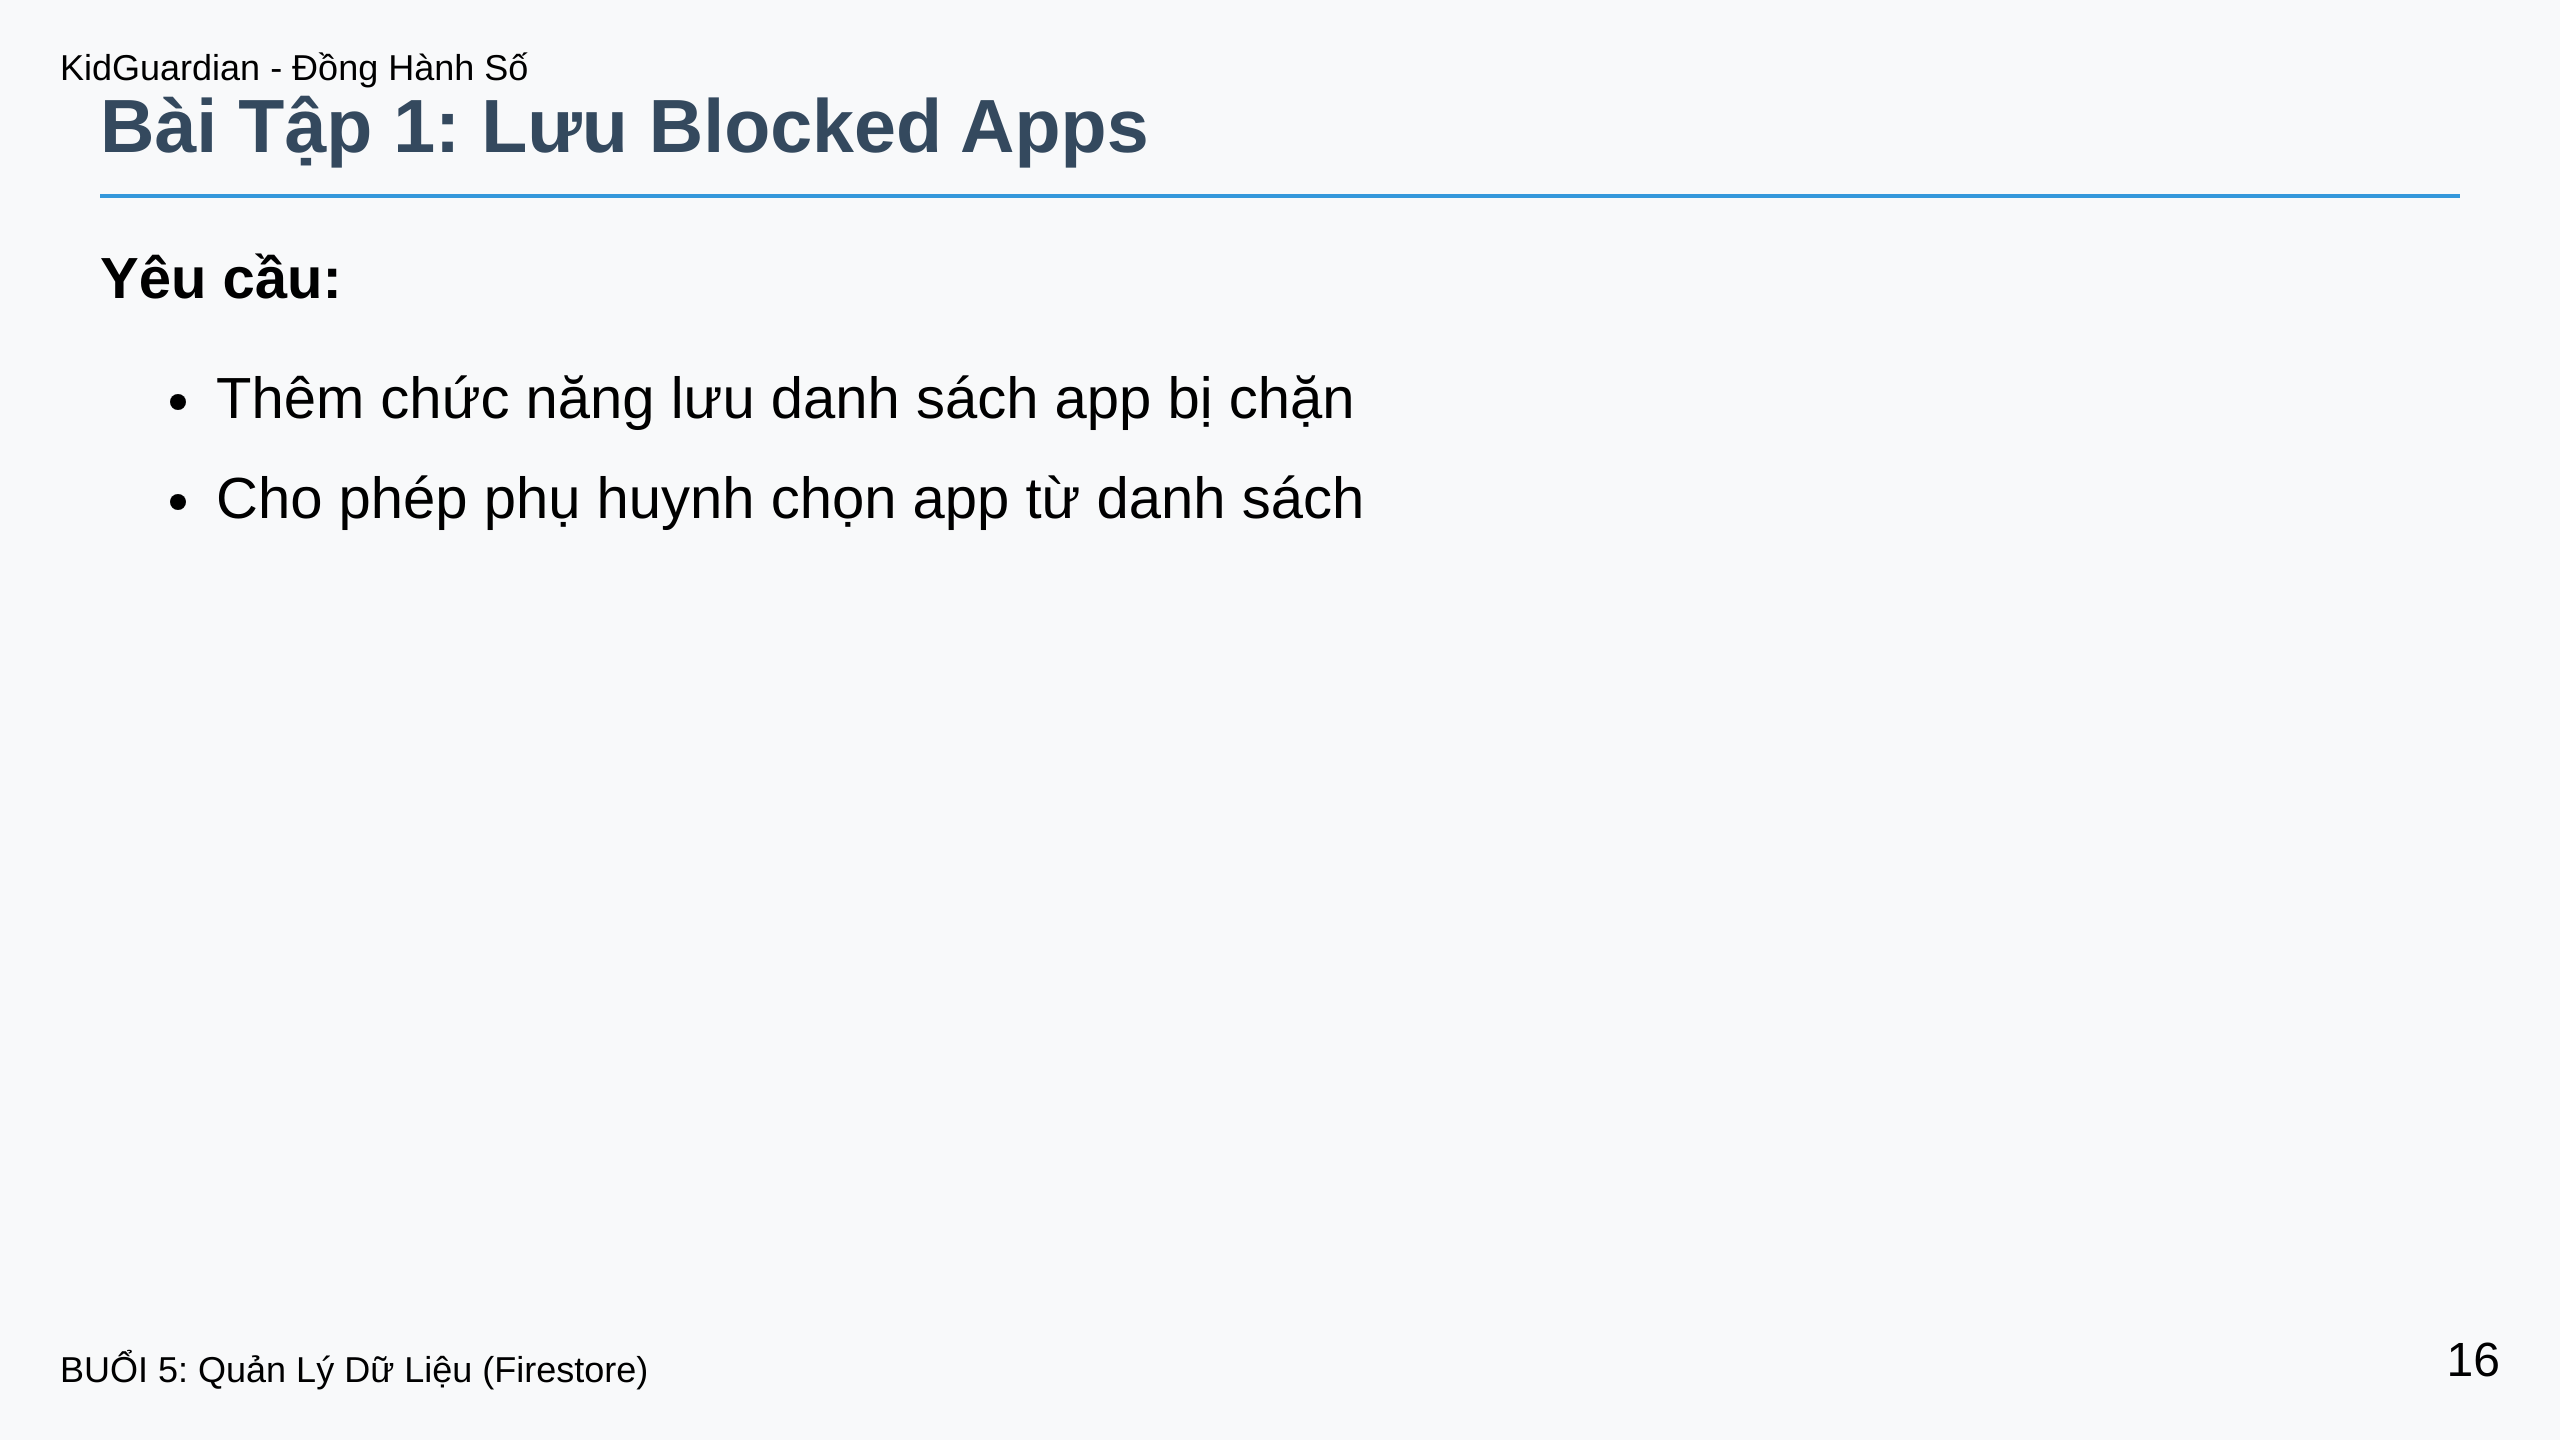 KidGuardian - Đồng Hành Số
Bài Tập 1: Lưu Blocked Apps
Yêu cầu:
• Thêm chức năng lưu danh sách app bị chặn
• Cho phép phụ huynh chọn app từ danh sách
BUỔI 5: Quản Lý Dữ Liệu (Firestore)
16